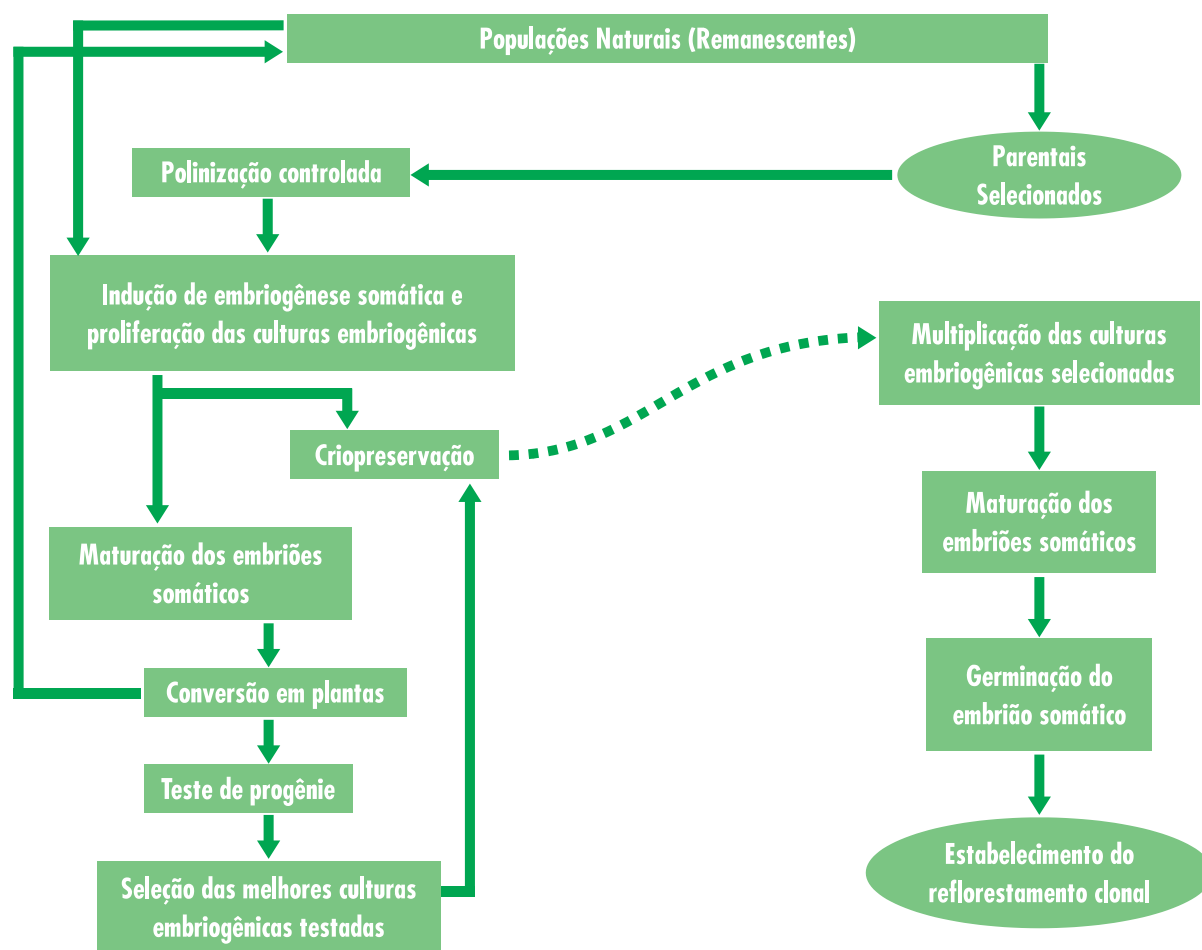 Populações Naturais (Remanescentes)
Parentais
Selecionados
Polinização controlada
Indução de embriogênese somática e
proliferação das culturas embriogênicas
Multiplicação das culturas
embriogênicas selecionadas
Criopreservação
Maturação dos embriões
somáticos
Maturação dos
embriões somáticos
Conversão em plantas
Germinação do
embrião somático
Teste de progênie
Seleção das melhores culturas
embriogênicas testadas
Estabelecimento do
reflorestamento clonal